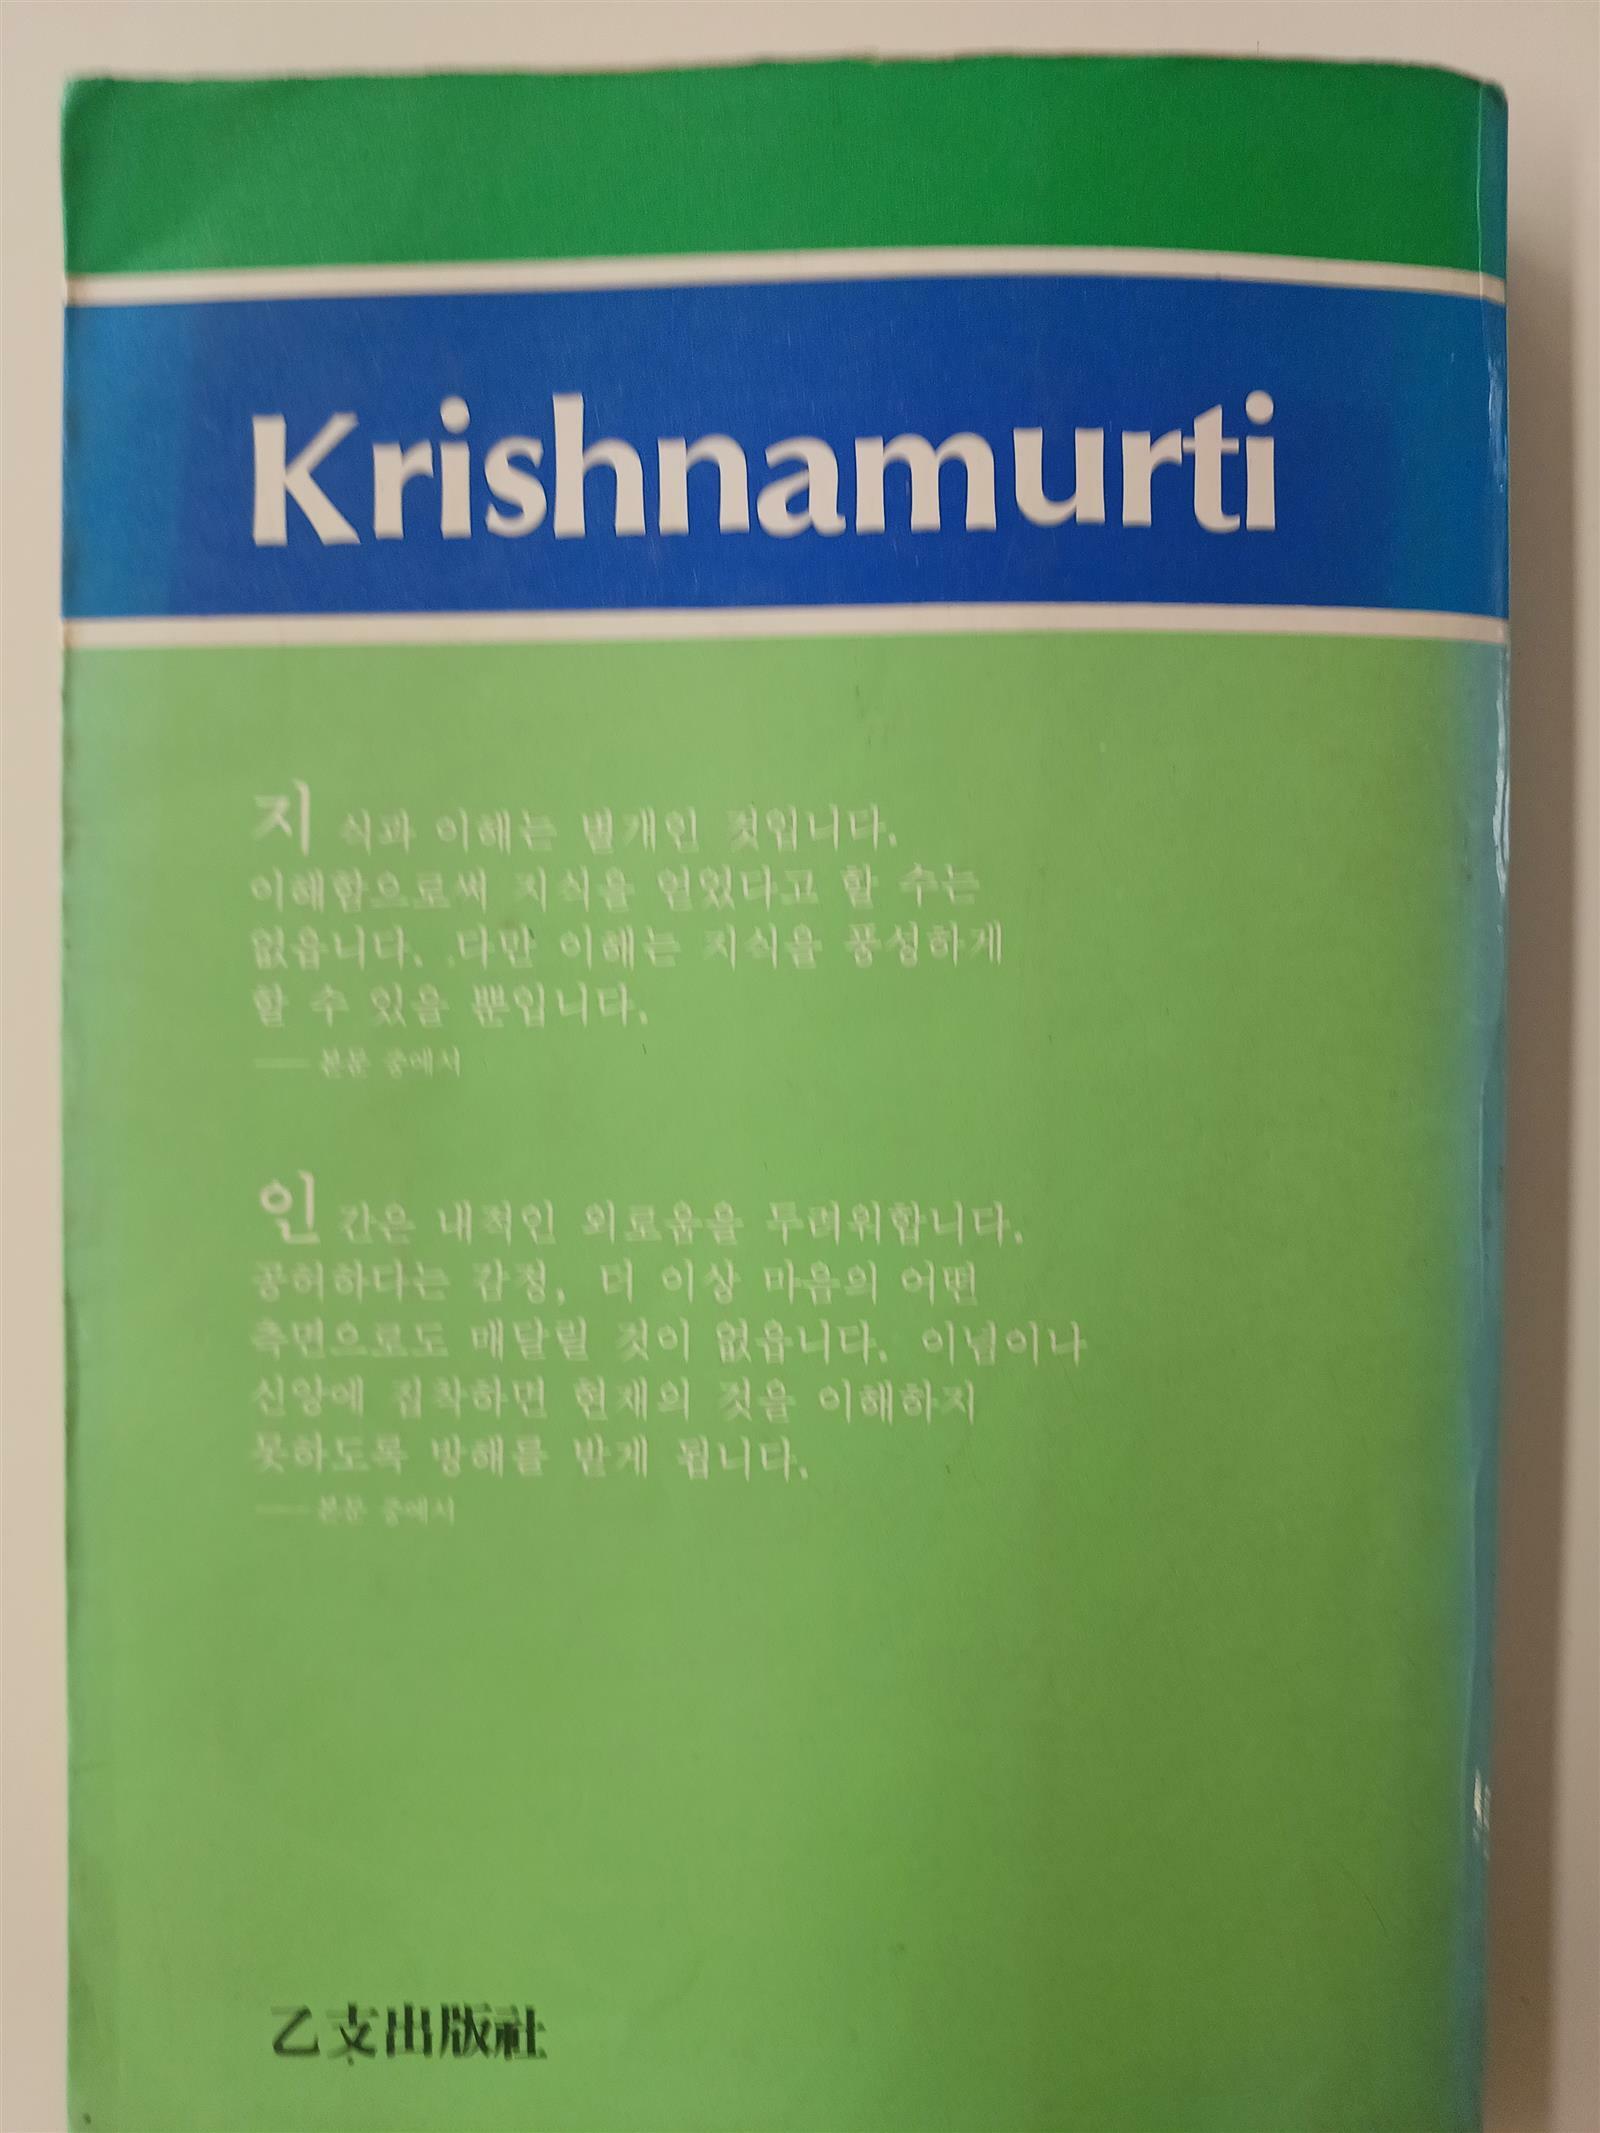 Krishnamurti
지식과 이해는 별개인 것입니다.
이해함으로써 지식을 얻었다고 할 수는
없읍니다. 다만 이해는 지식을 풍성하게
할 수 있을 뿐입니다.
── 본문 중에서
인간은 내적인 외로움을 두려워합니다.
공허하다는 감정, 더 이상 마음의 어떤
측면으로도 매달릴 것이 없읍니다. 이념이나
신앙에 집착하면 현재의 것을 이해하지
못하도록 방해를 받게 됩니다.
── 본문 중에서
乙支出版社